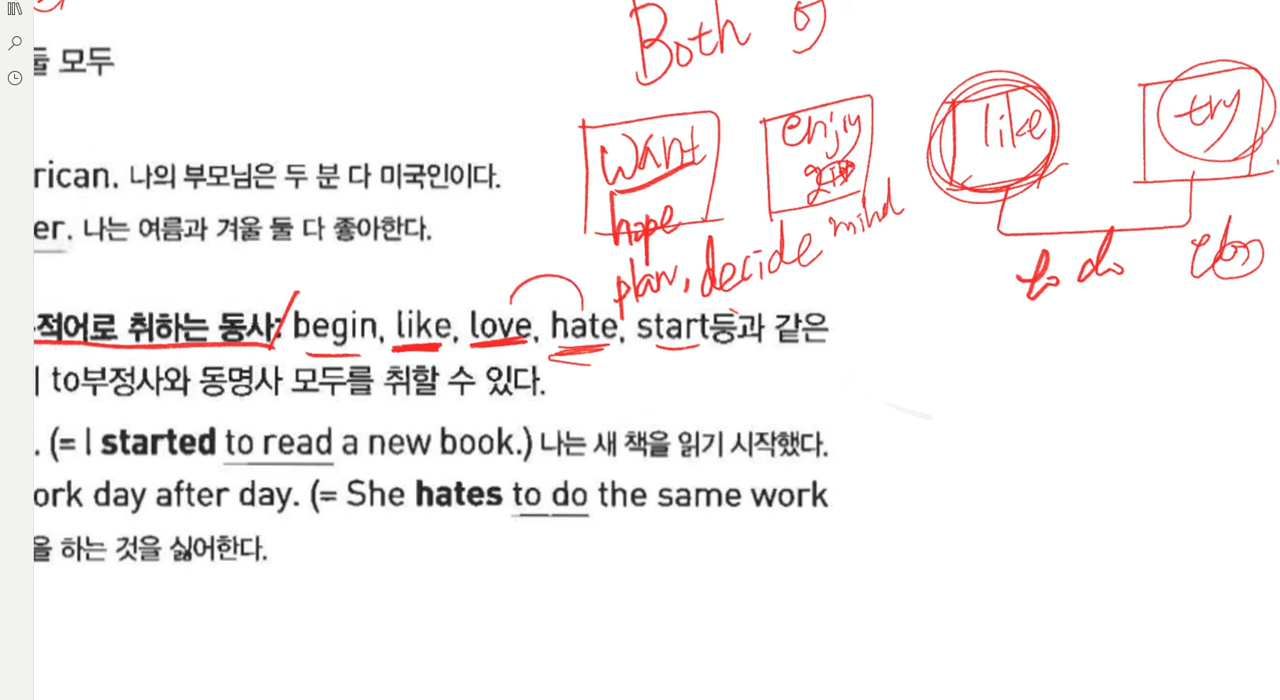 Both of
둘 모두
want
enjoy
like
try
rican. 나의 부모님은 두 분 다 미국인이다.
hope
mind
er. 나는 여름과 겨울 둘 다 좋아한다.
plan, decide
to do
적어로 취하는 동사: begin, like, love, hate, start등과 같은
to부정사와 동명사 모두를 취할 수 있다.
. (= I started to read a new book.) 나는 새 책을 읽기 시작했다.
ork day after day. (= She hates to do the same work
을 하는 것을 싫어한다.